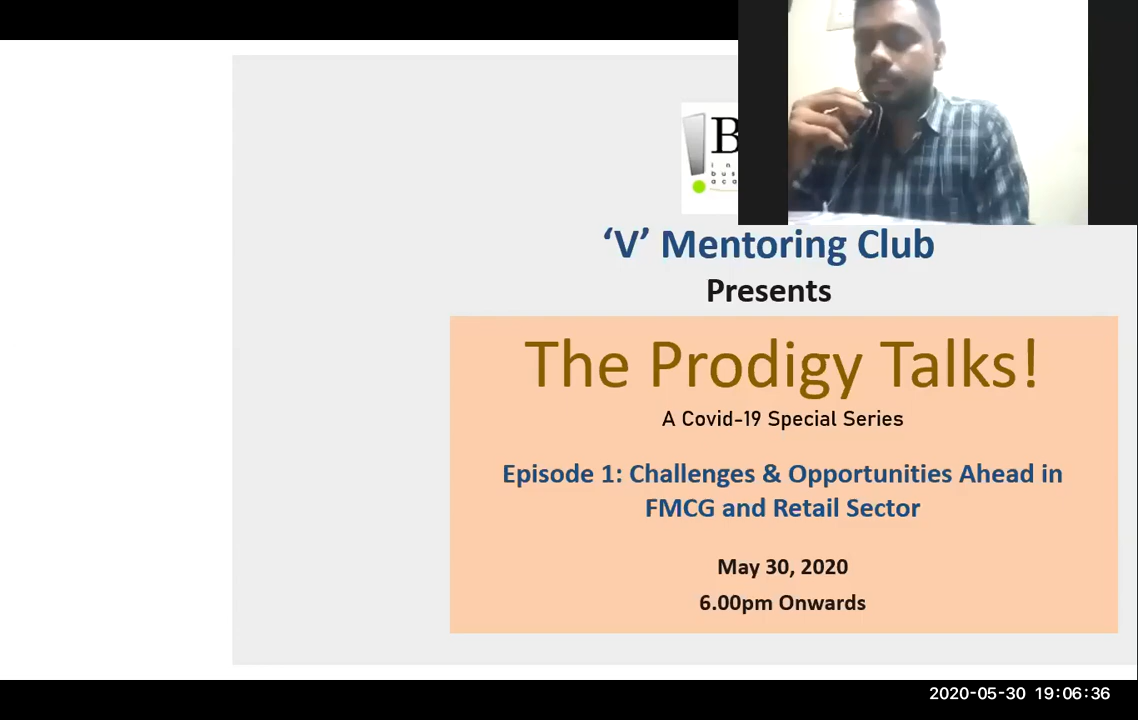 B
‘V’ Mentoring Club
Presents
The Prodigy Talks!
A Covid-19 Special Series
Episode 1: Challenges & Opportunities Ahead in
FMCG and Retail Sector
May 30, 2020
6.00pm Onwards
2020-05-30 19:06:36